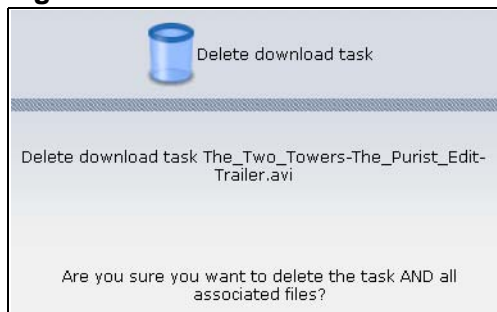 Delete download task
Delete download task The_Two_Towers-The_Purist_Edit-
Trailer.avi
Are you sure you want to delete the task AND all
associated files?